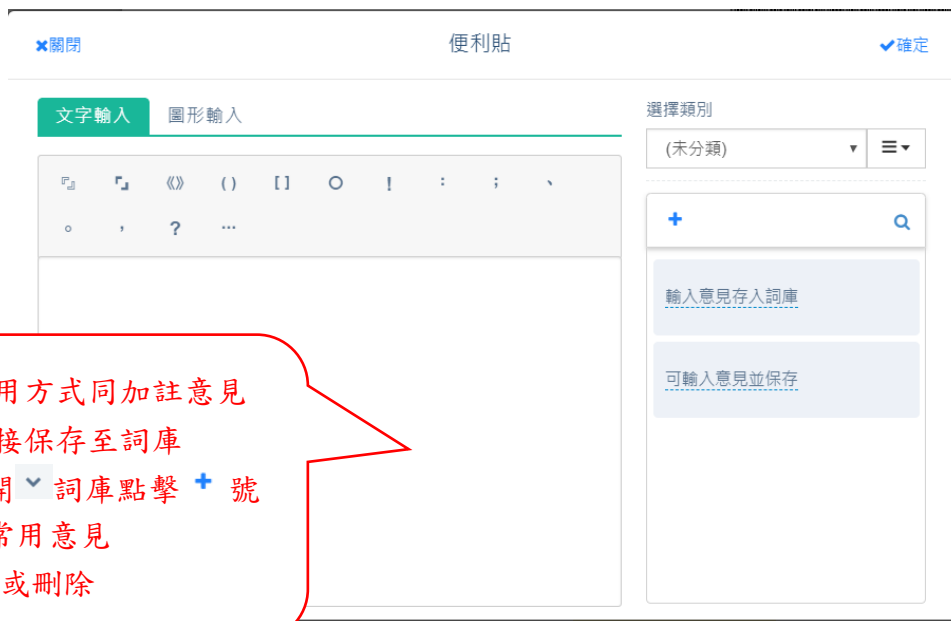 ✖關閉
便利貼
✔確定
文字輸入
圖形輸入
選擇類別
(未分類)
『』 「」 《》 () [] ○ ! : ; 、
。 , ? …
+
輸入意見存入詞庫
可輸入意見並保存
用方式同加註意見
接保存至詞庫
開 詞庫點擊 + 號
常用意見
或刪除